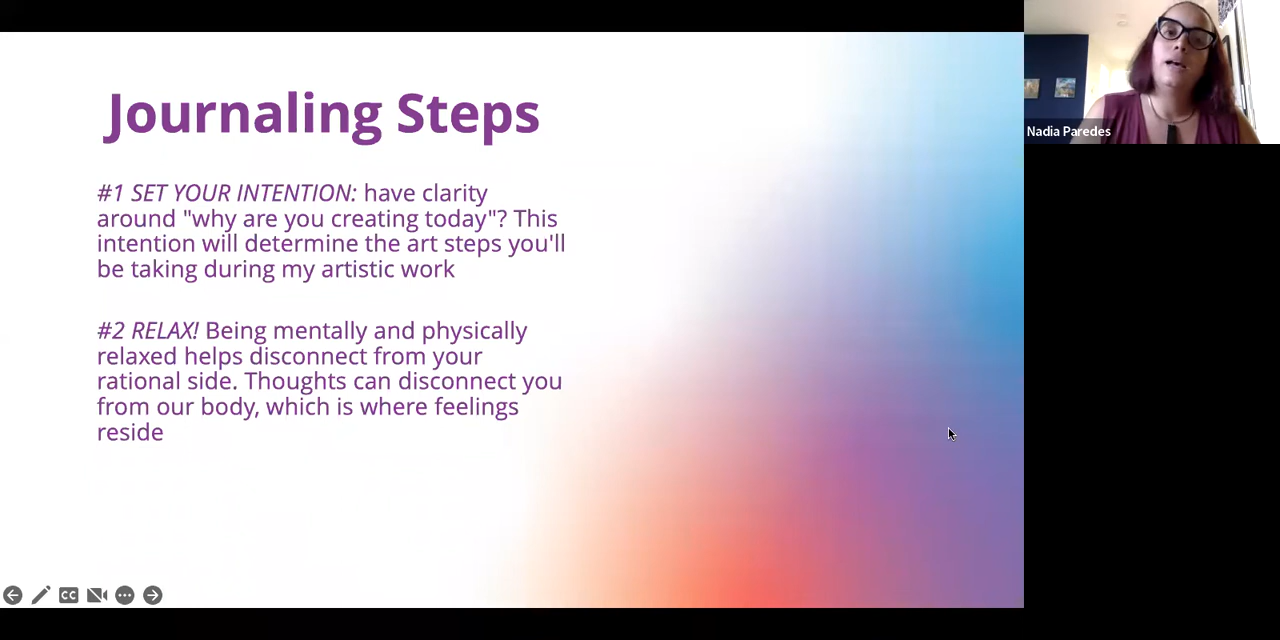 Journaling Steps
#1 SET YOUR INTENTION: have clarity
around "why are you creating today"? This
intention will determine the art steps you'll
be taking during my artistic work
#2 RELAX! Being mentally and physically
relaxed helps disconnect from your
rational side. Thoughts can disconnect you
from our body, which is where feelings
reside
Nadia Paredes
CC